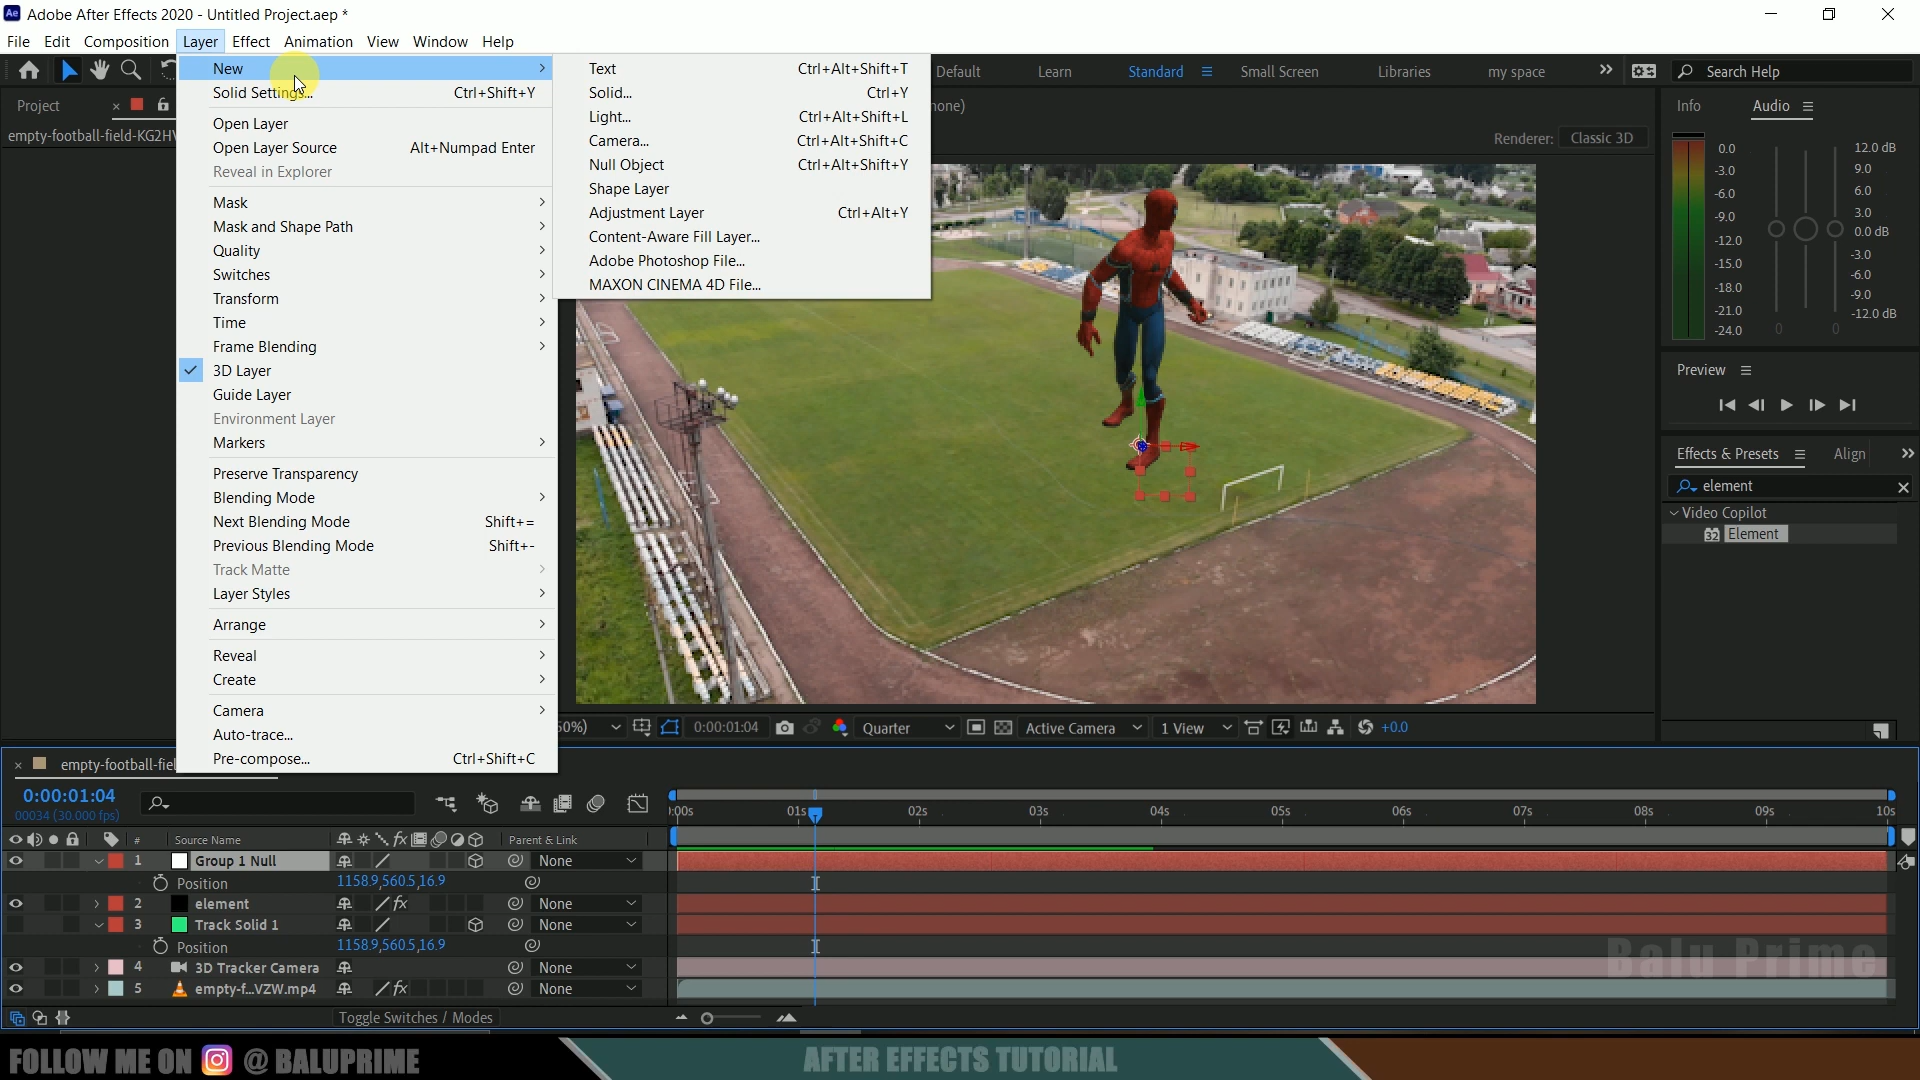 Adobe After Effects 2020 - Untitled Project.aep *
File Edit Composition Layer Effect Animation View Window Help
New
Solid Settings... Ctrl+Shift+Y
Open Layer
Open Layer Source Alt+Numpad Enter
Reveal in Explorer
Mask
Mask and Shape Path
Quality
Switches
Transform
Time
Frame Blending
3D Layer
Guide Layer
Environment Layer
Markers
Preserve Transparency
Blending Mode
Next Blending Mode Shift+=
Previous Blending Mode Shift+-
Track Matte
Layer Styles
Arrange
Reveal
Create
Camera
Auto-trace...
Pre-compose... Ctrl+Shift+C
Text Ctrl+Alt+Shift+T
Solid... Ctrl+Y
Light... Ctrl+Alt+Shift+L
Camera... Ctrl+Alt+Shift+C
Null Object Ctrl+Alt+Shift+Y
Shape Layer
Adjustment Layer Ctrl+Alt+Y
Content-Aware Fill Layer...
Adobe Photoshop File...
MAXON CINEMA 4D File...
Default Learn Standard Small Screen Libraries my space Search Help
Project
empty-football-field-KG2HV
none)
Renderer: Classic 3D
Info Audio
0.0
-3.0
-6.0
-9.0
-12.0
-15.0
-18.0
-21.0
-24.0
12.0 dB
9.0
6.0
3.0
0.0 dB
-3.0
-6.0
-9.0
-12.0 dB
0 0
Preview
Effects & Presets Align
element
Video Copilot
32 Element
50%) 0:00:01:04 Quarter Active Camera 1 View +0.0
empty-football-fiel
0:00:01:04
00034 (30.000 fps)
:00s 01s 02s 03s 04s 05s 06s 07s 08s 09s 10s
# Source Name Parent & Link
1 Group 1 Null None
Position 1158.9,560.5,16.9
2 element None
3 Track Solid 1 None
Position 1158.9,560.5,16.9
4 3D Tracker Camera None
5 empty-f...VZW.mp4 None
Toggle Switches / Modes
Balu Prime
FOLLOW ME ON @ BALUPRIME
AFTER EFFECTS TUTORIAL